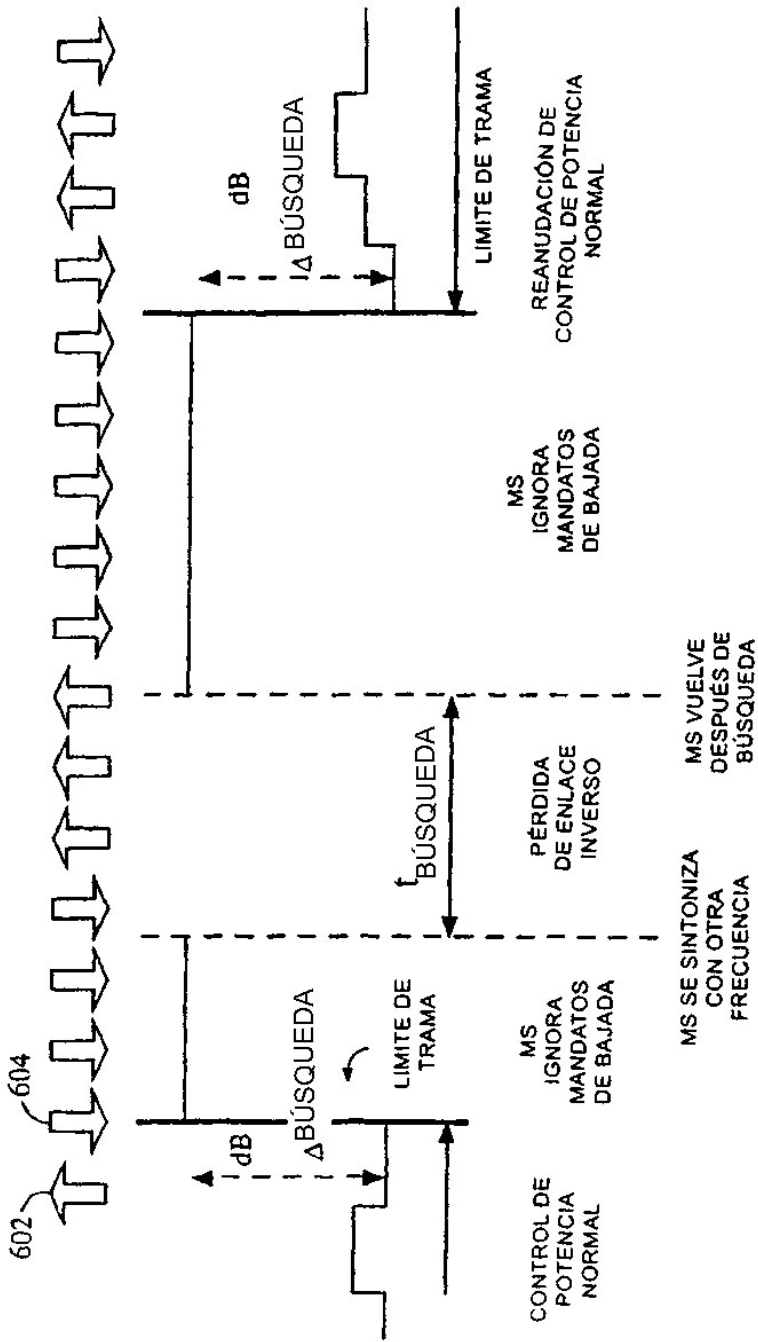 602
604
dB
Δ BÚSQUEDA
LIMITE DE
TRAMA
t BÚSQUEDA
dB
Δ BÚSQUEDA
LIMITE DE TRAMA
CONTROL DE
POTENCIA
NORMAL
MS
IGNORA
MANDATOS
DE BAJADA
PÉRDIDA
DE ENLACE
INVERSO
MS
IGNORA
MANDATOS
DE BAJADA
REANUDACIÓN DE
CONTROL DE POTENCIA
NORMAL
MS SE SINTONIZA
CON OTRA
FRECUENCIA
MS VUELVE
DESPUÉS DE
BÚSQUEDA